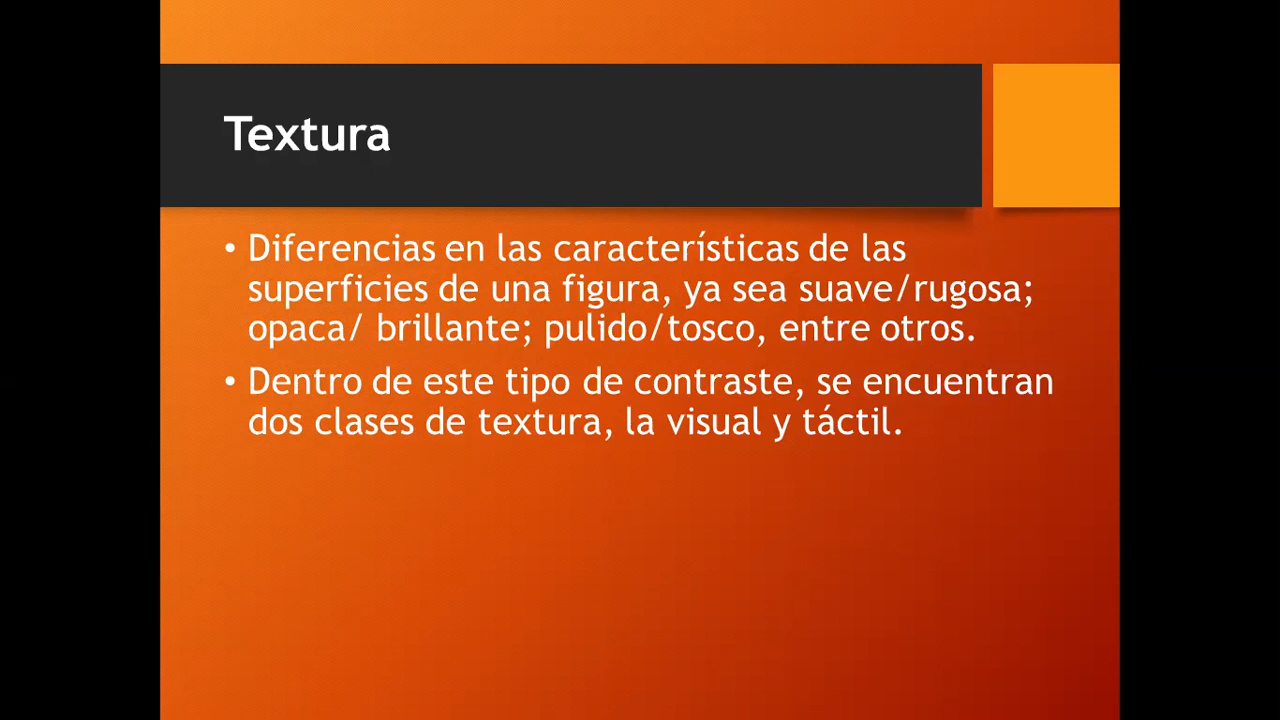 Textura
• Diferencias en las características de las
superficies de una figura, ya sea suave/rugosa;
opaca/ brillante; pulido/tosco, entre otros.
• Dentro de este tipo de contraste, se encuentran
dos clases de textura, la visual y táctil.